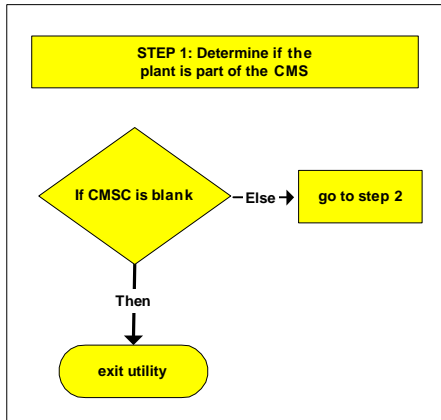 STEP 1: Determine if the
plant is part of the CMS
If CMSC is blank
Else
go to step 2
Then
exit utility